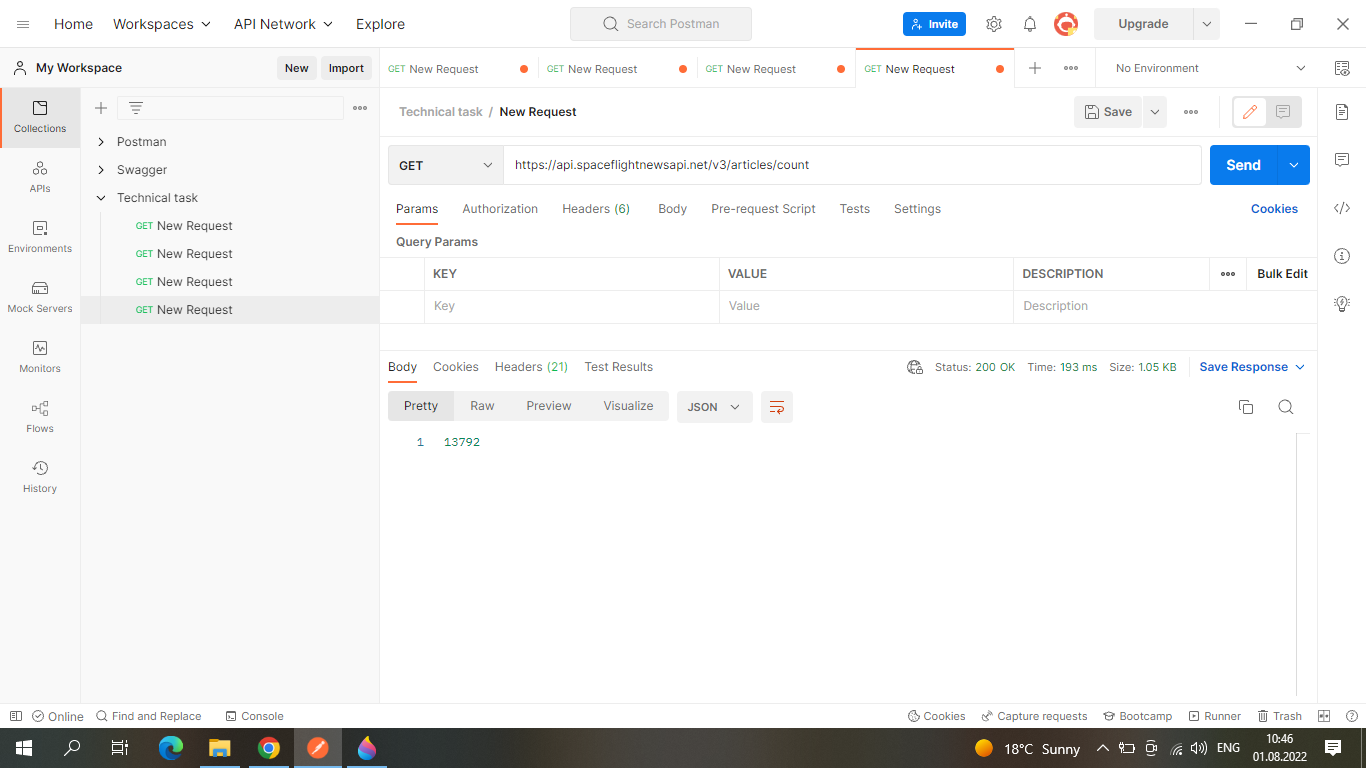 Home Workspaces API Network Explore Search Postman Invite Upgrade
My Workspace New Import GET New Request GET New Request GET New Request GET New Request No Environment
Collections
APIs
Environments
Mock Servers
Monitors
Flows
History
Postman
Swagger
Technical task
GET New Request
GET New Request
GET New Request
GET New Request
Technical task / New Request Save
GET https://api.spaceflightnewsapi.net/v3/articles/count Send
Params Authorization Headers (6) Body Pre-request Script Tests Settings Cookies
Query Params
KEY VALUE DESCRIPTION Bulk Edit
Key Value Description
Body Cookies Headers (21) Test Results Status: 200 OK Time: 193 ms Size: 1.05 KB Save Response
Pretty Raw Preview Visualize JSON
1 13792
Online Find and Replace Console Cookies Capture requests Bootcamp Runner Trash
18°C Sunny ENG 10:46
01.08.2022